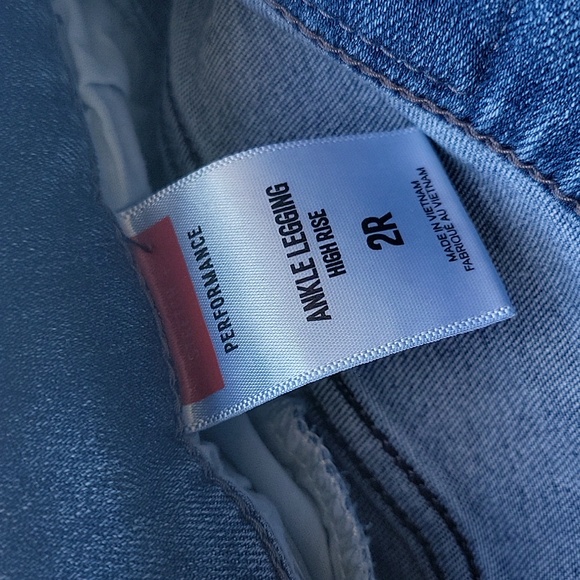 PERFORMANCE
ANKLE LEGGING
HIGH RISE
2R
MADE IN VIETNAM
FABRIQUÉ AU VIETNAM